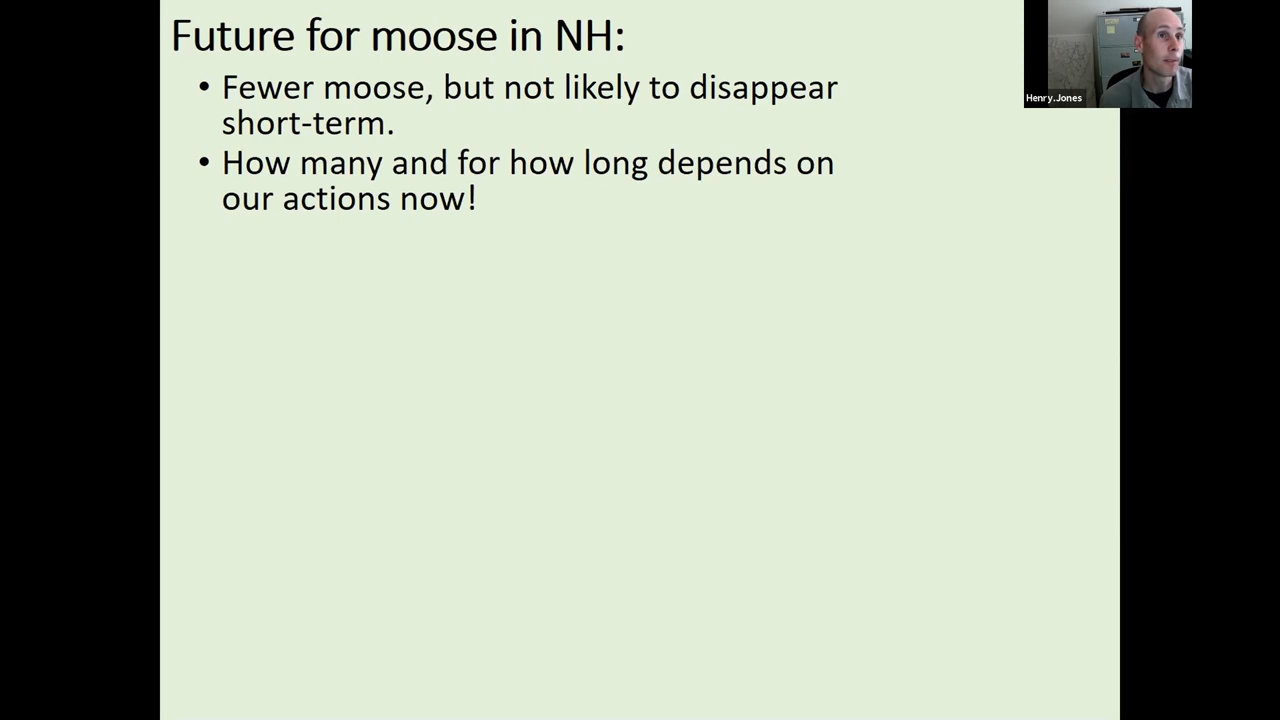 Future for moose in NH:
• Fewer moose, but not likely to disappear
short-term.
• How many and for how long depends on
our actions now!
Henry.Jones